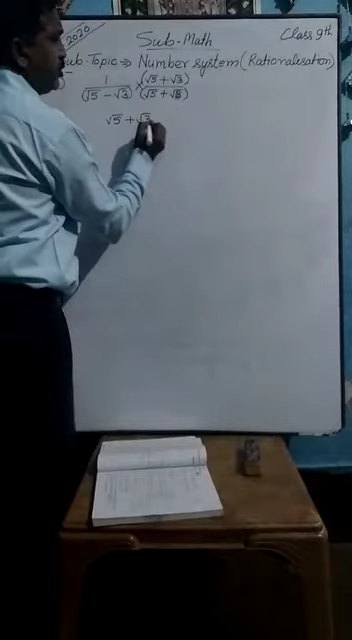 2020
Sub-Math
Class 9th
Sub-Topic ⇒ Number system (Rationalisation)
1/(√5 - √3) × (√5 + √3)/(√5 + √3)
√5 + √3